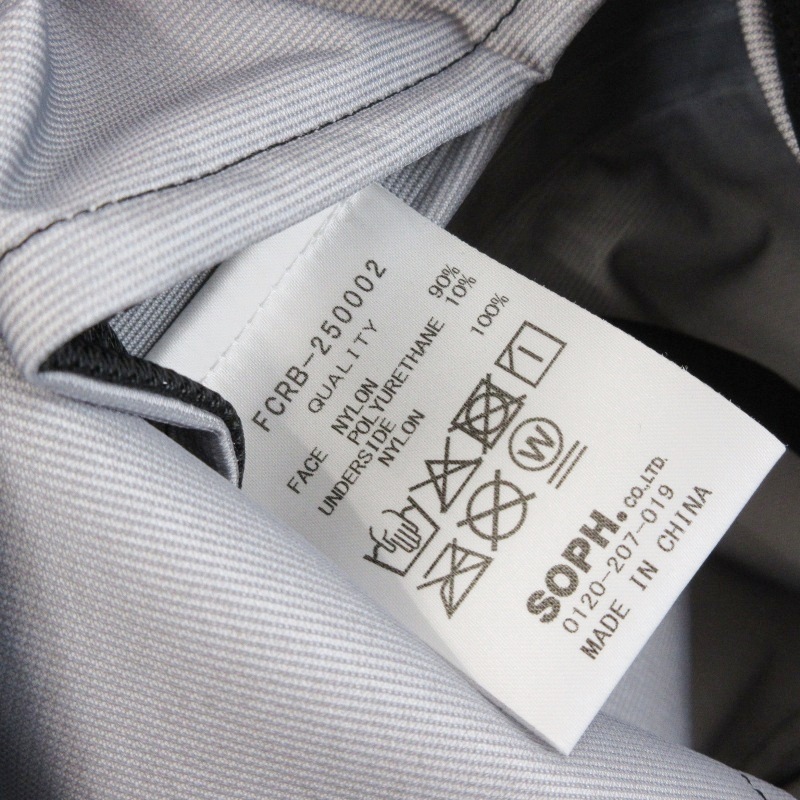 FCRB-250002
QUALITY
FACE NYLON 90%
POLYURETHANE 10%
UNDERSIDE
NYLON 100%
W
SOPH. CO.,LTD.
0120-207-019
MADE IN CHINA